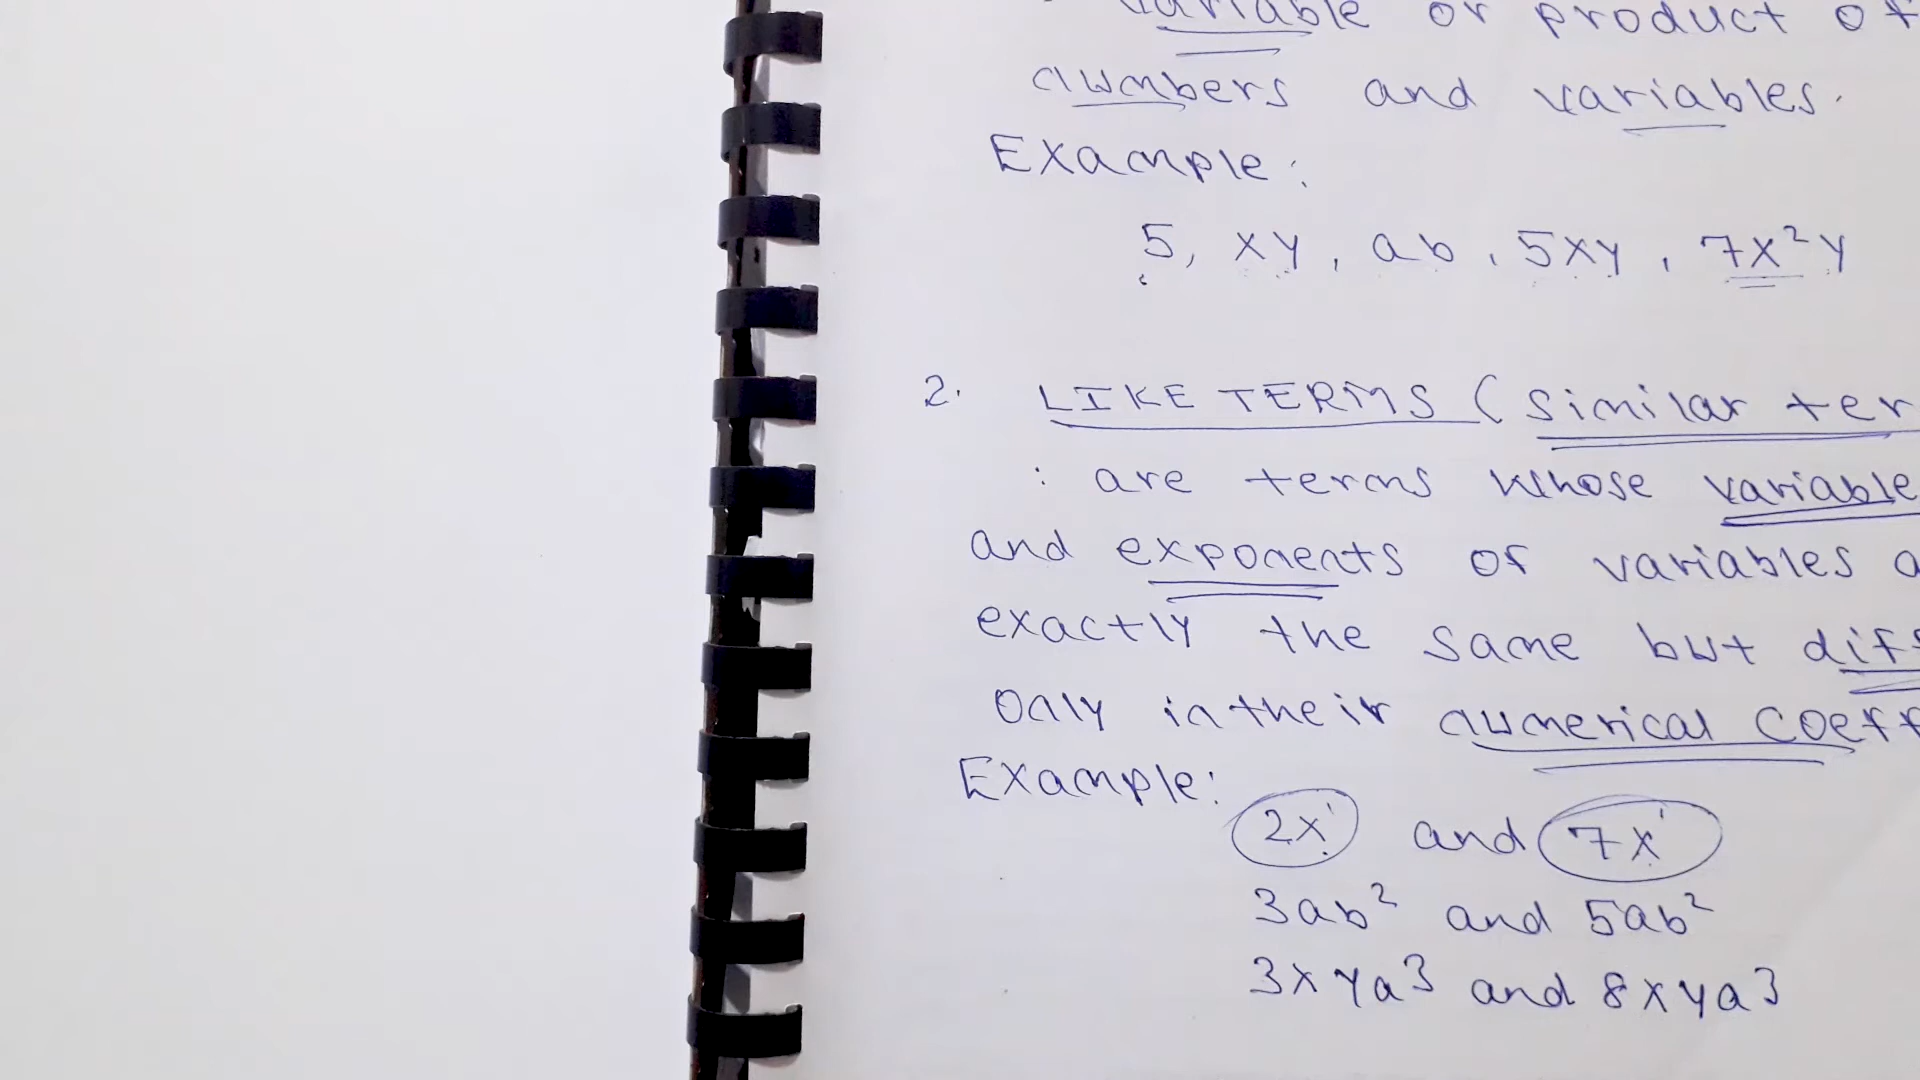 variable or product of
numbers and variables.
Example:
5, xy, ab, 5xy, 7x²y
2. LIKE TERMS (similar ter
: are terms whose variable
and exponents of variables a
exactly the same but diff
only in their numerical coeff
Example:
2x¹ and 7x¹
3ab² and 5ab²
3xya³ and 8xya³